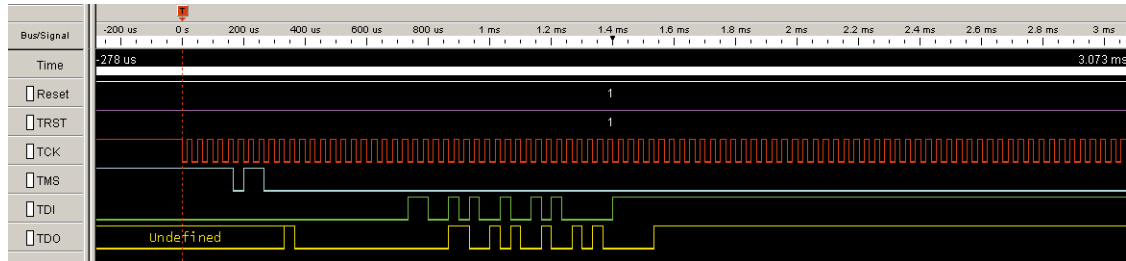 T
Bus/Signal -200 us 0 s 200 us 400 us 600 us 800 us 1 ms 1.2 ms 1.4 ms 1.6 ms 1.8 ms 2 ms 2.2 ms 2.4 ms 2.6 ms 2.8 ms 3 ms
Time -278 us 3.073 ms
Reset 1
TRST 1
TCK
TMS
TDI
TDO Undefined